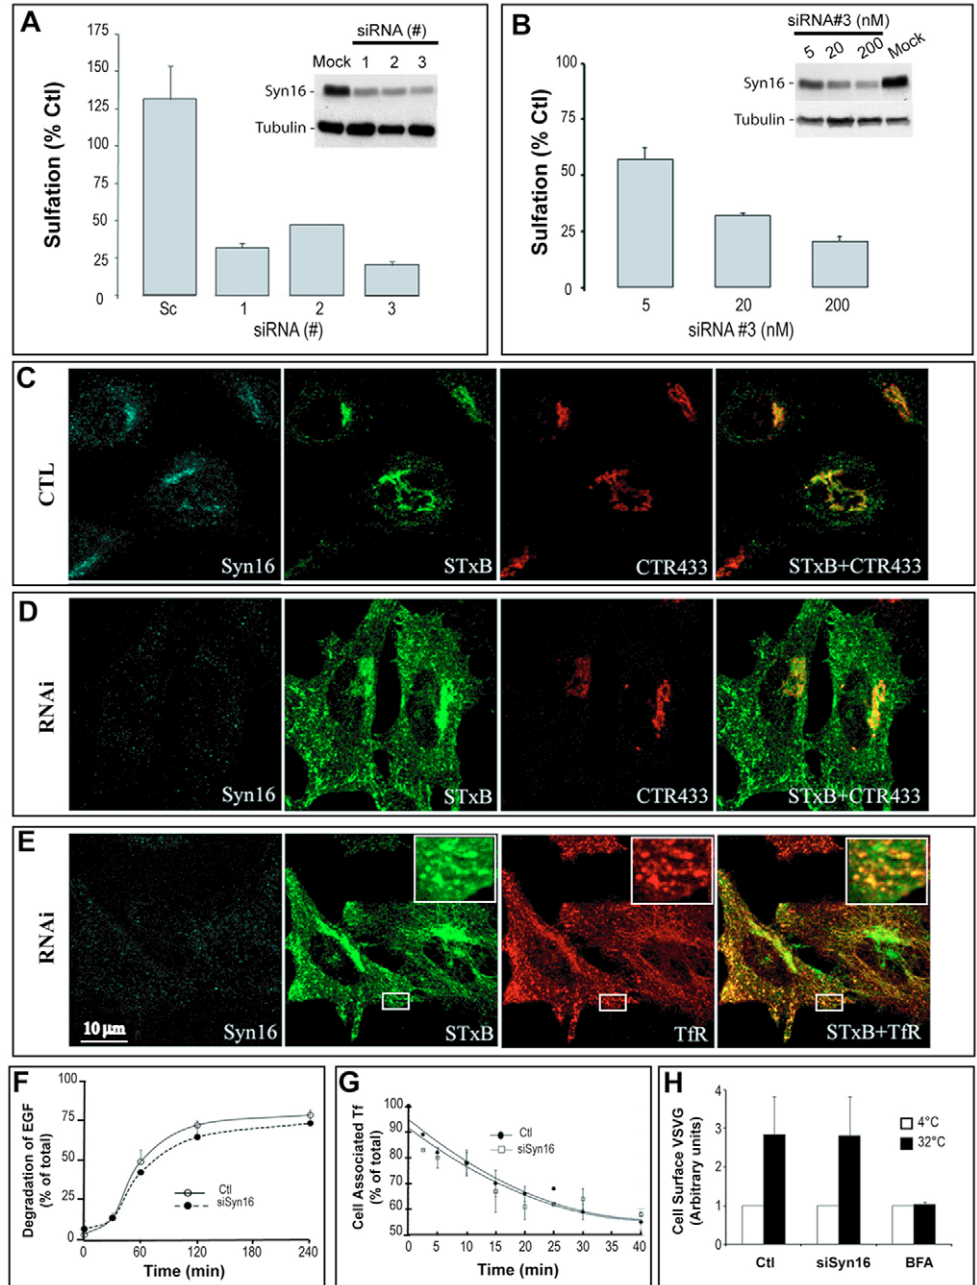 A
Sulfation (% Ctl)
175
150
125
100
75
50
25
0
Sc
1
2
3
siRNA (#)
siRNA (#)
Mock 1 2 3
Syn16 -
Tubulin -
B
Sulfation (% Ctl)
100
75
50
25
0
5
20
200
siRNA #3 (nM)
siRNA#3 (nM)
5 20 200 Mock
Syn16 -
Tubulin -
C
CTL
Syn16
STxB
CTR433
STxB+CTR433
D
RNAi
Syn16
STxB
CTR433
STxB+CTR433
E
RNAi
10 µm
Syn16
STxB
TfR
STxB+TfR
F
Degradation of EGF
(% of total)
100
75
50
25
0
Ctl
siSyn16
0 60 120 180 240
Time (min)
G
Cell Associated Tf
(% of total)
100
90
80
70
60
50
Ctl
siSyn16
0 5 10 15 20 25 30 35 40
Time (min)
H
Cell Surface VSVG
(Arbitrary units)
4
3
2
1
0
4°C
32°C
Ctl
siSyn16
BFA